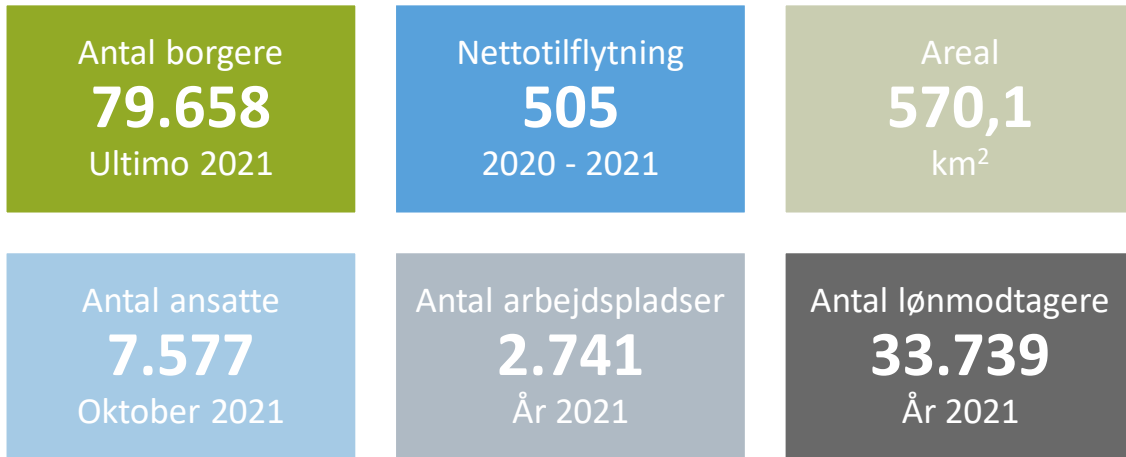 Antal borgere
79.658
Ultimo 2021
Nettotilflytning
505
2020 - 2021
Areal
570,1
km²
Antal ansatte
7.577
Oktober 2021
Antal arbejdspladser
2.741
År 2021
Antal lønmodtagere
33.739
År 2021